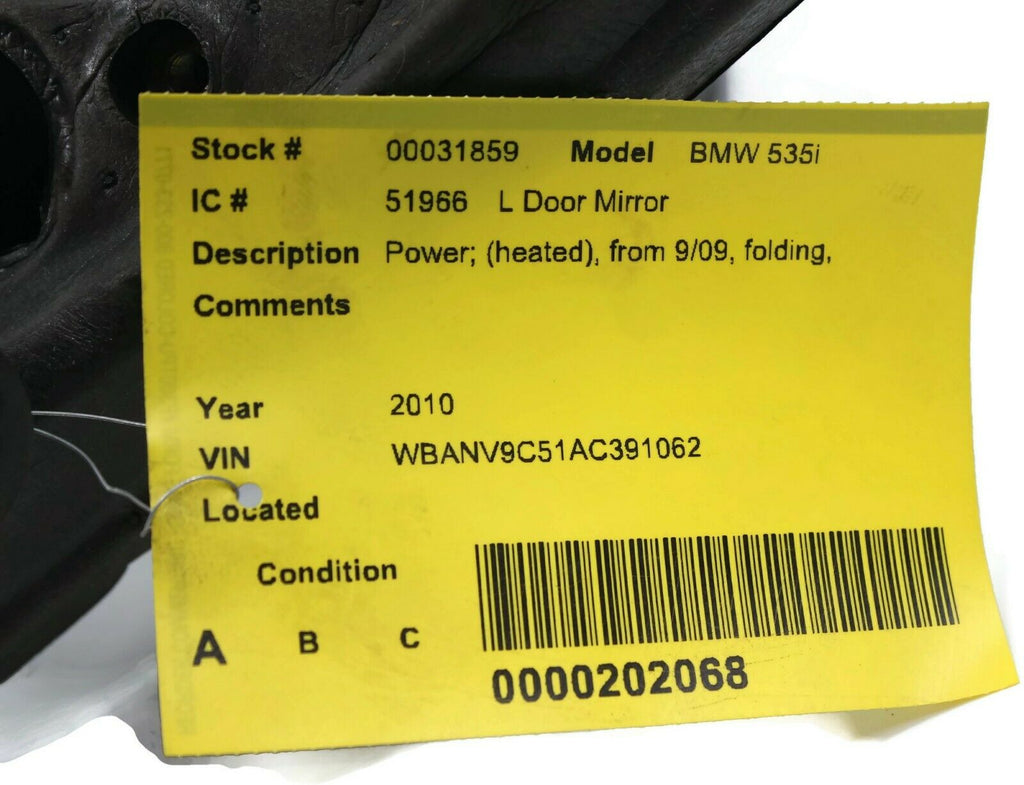 Stock # 00031859 Model BMW 535i
IC # 51966 L Door Mirror
Description Power; (heated), from 9/09, folding,
Comments
Year 2010
VIN WBANV9C51AC391062
Located
Condition
A B C
0000202068